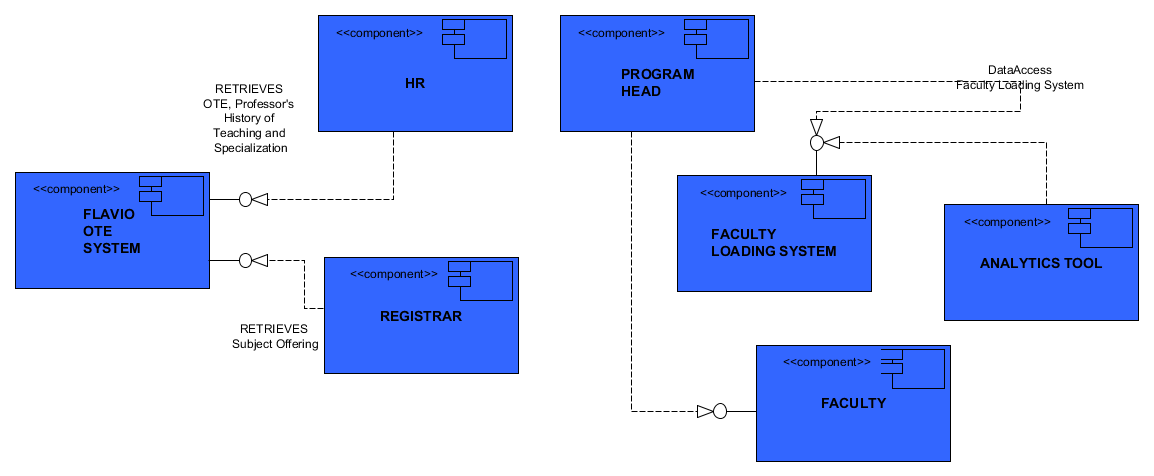 <<component>>
HR
<<component>>
PROGRAM
HEAD
DataAccess
Faculty Loading System
RETRIEVES
OTE, Professor's
History of
Teaching and
Specialization
<<component>>
FLAVIO
OTE
SYSTEM
<<component>>
FACULTY
LOADING SYSTEM
<<component>>
ANALYTICS TOOL
<<component>>
REGISTRAR
RETRIEVES
Subject Offering
<<component>>
FACULTY